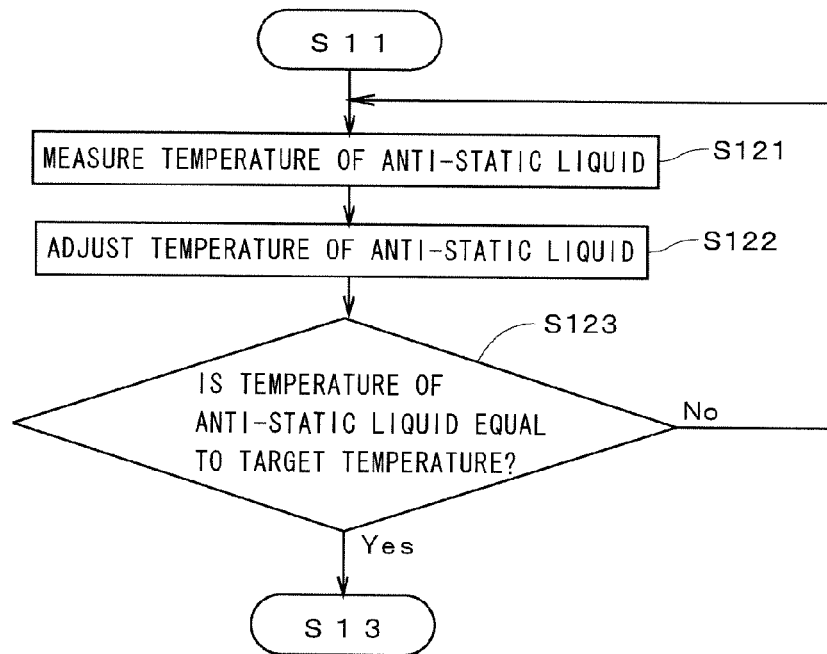 S11
MEASURE TEMPERATURE OF ANTI-STATIC LIQUID
S121
ADJUST TEMPERATURE OF ANTI-STATIC LIQUID
S122
S123
IS TEMPERATURE OF
ANTI-STATIC LIQUID EQUAL
TO TARGET TEMPERATURE?
No
Yes
S13